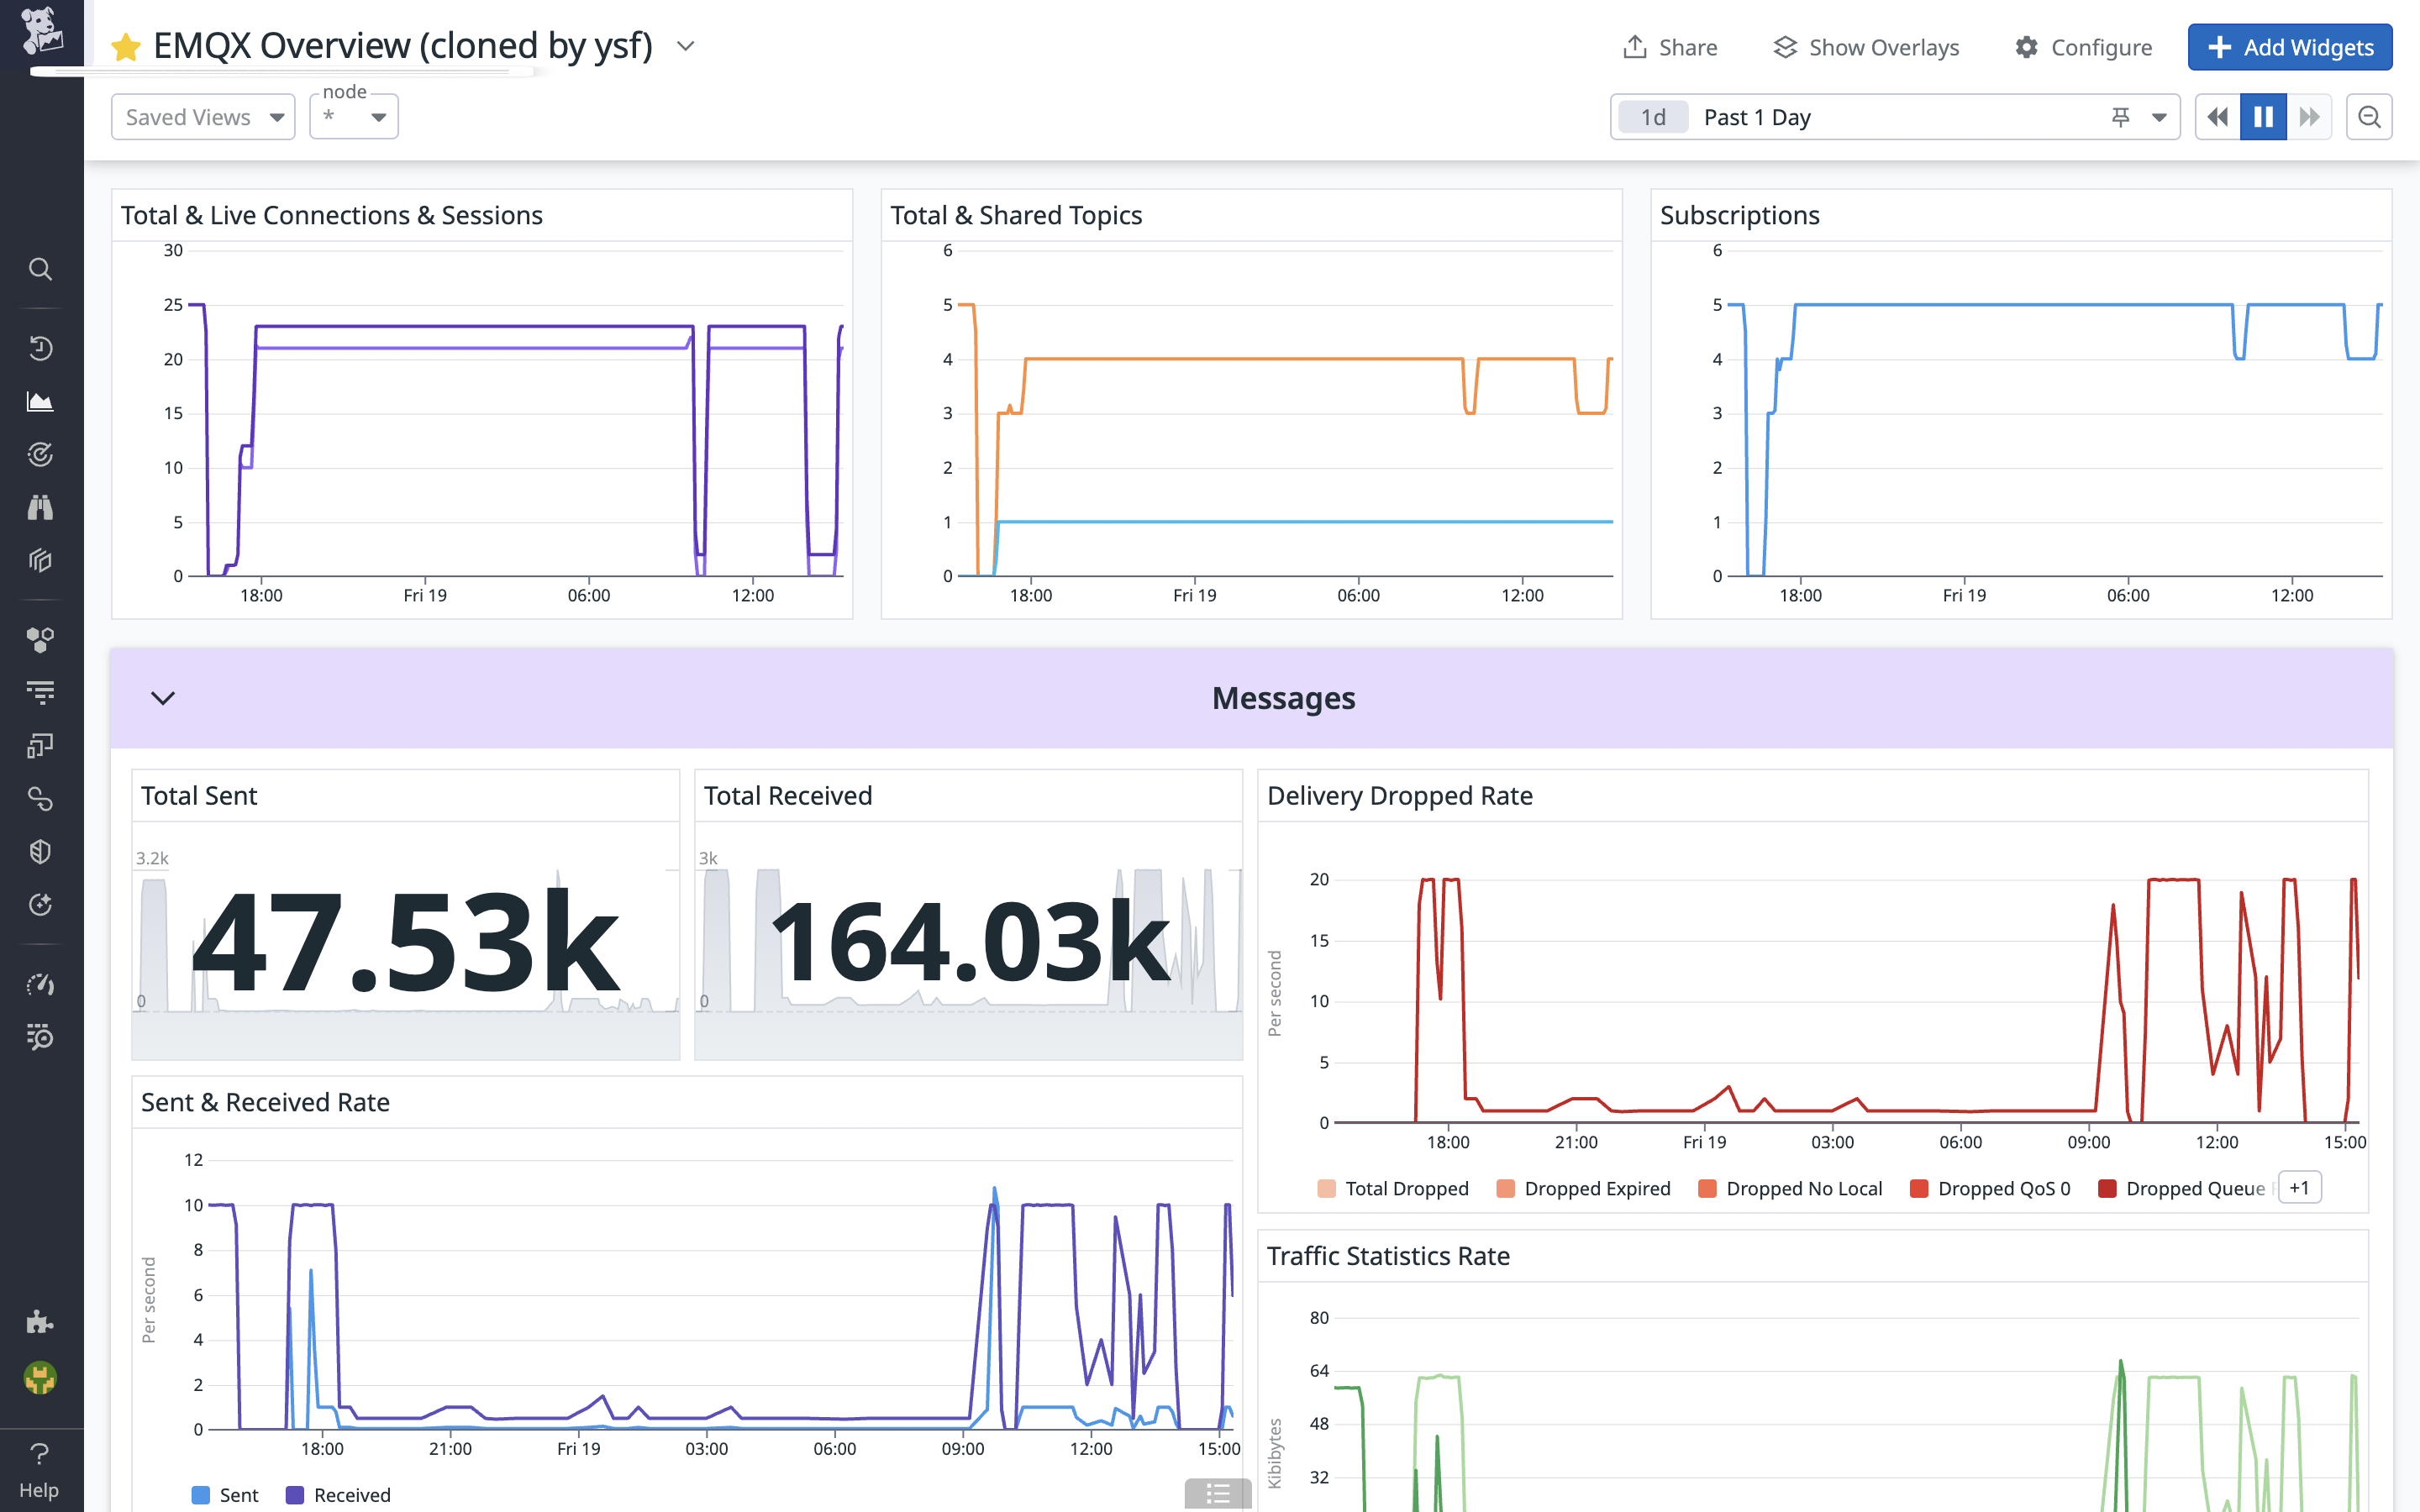 EMQX Overview (cloned by ysf)
Share
Show Overlays
Configure
Add Widgets
Saved Views
node
*
1d
Past 1 Day
Total & Live Connections & Sessions
30
25
20
15
10
5
0
18:00
Fri 19
06:00
12:00
Total & Shared Topics
6
5
4
3
2
1
0
18:00
Fri 19
06:00
12:00
Subscriptions
6
5
4
3
2
1
0
18:00
Fri 19
06:00
12:00
Messages
Total Sent
3.2k
47.53k
0
Total Received
3k
164.03k
0
Delivery Dropped Rate
Per second
20
15
10
5
0
18:00
21:00
Fri 19
03:00
06:00
09:00
12:00
15:00
Total Dropped
Dropped Expired
Dropped No Local
Dropped QoS 0
Dropped Queue
+1
Sent & Received Rate
Per second
12
10
8
6
4
2
0
18:00
21:00
Fri 19
03:00
06:00
09:00
12:00
15:00
Sent
Received
Traffic Statistics Rate
Kibibytes
80
64
48
32
Help